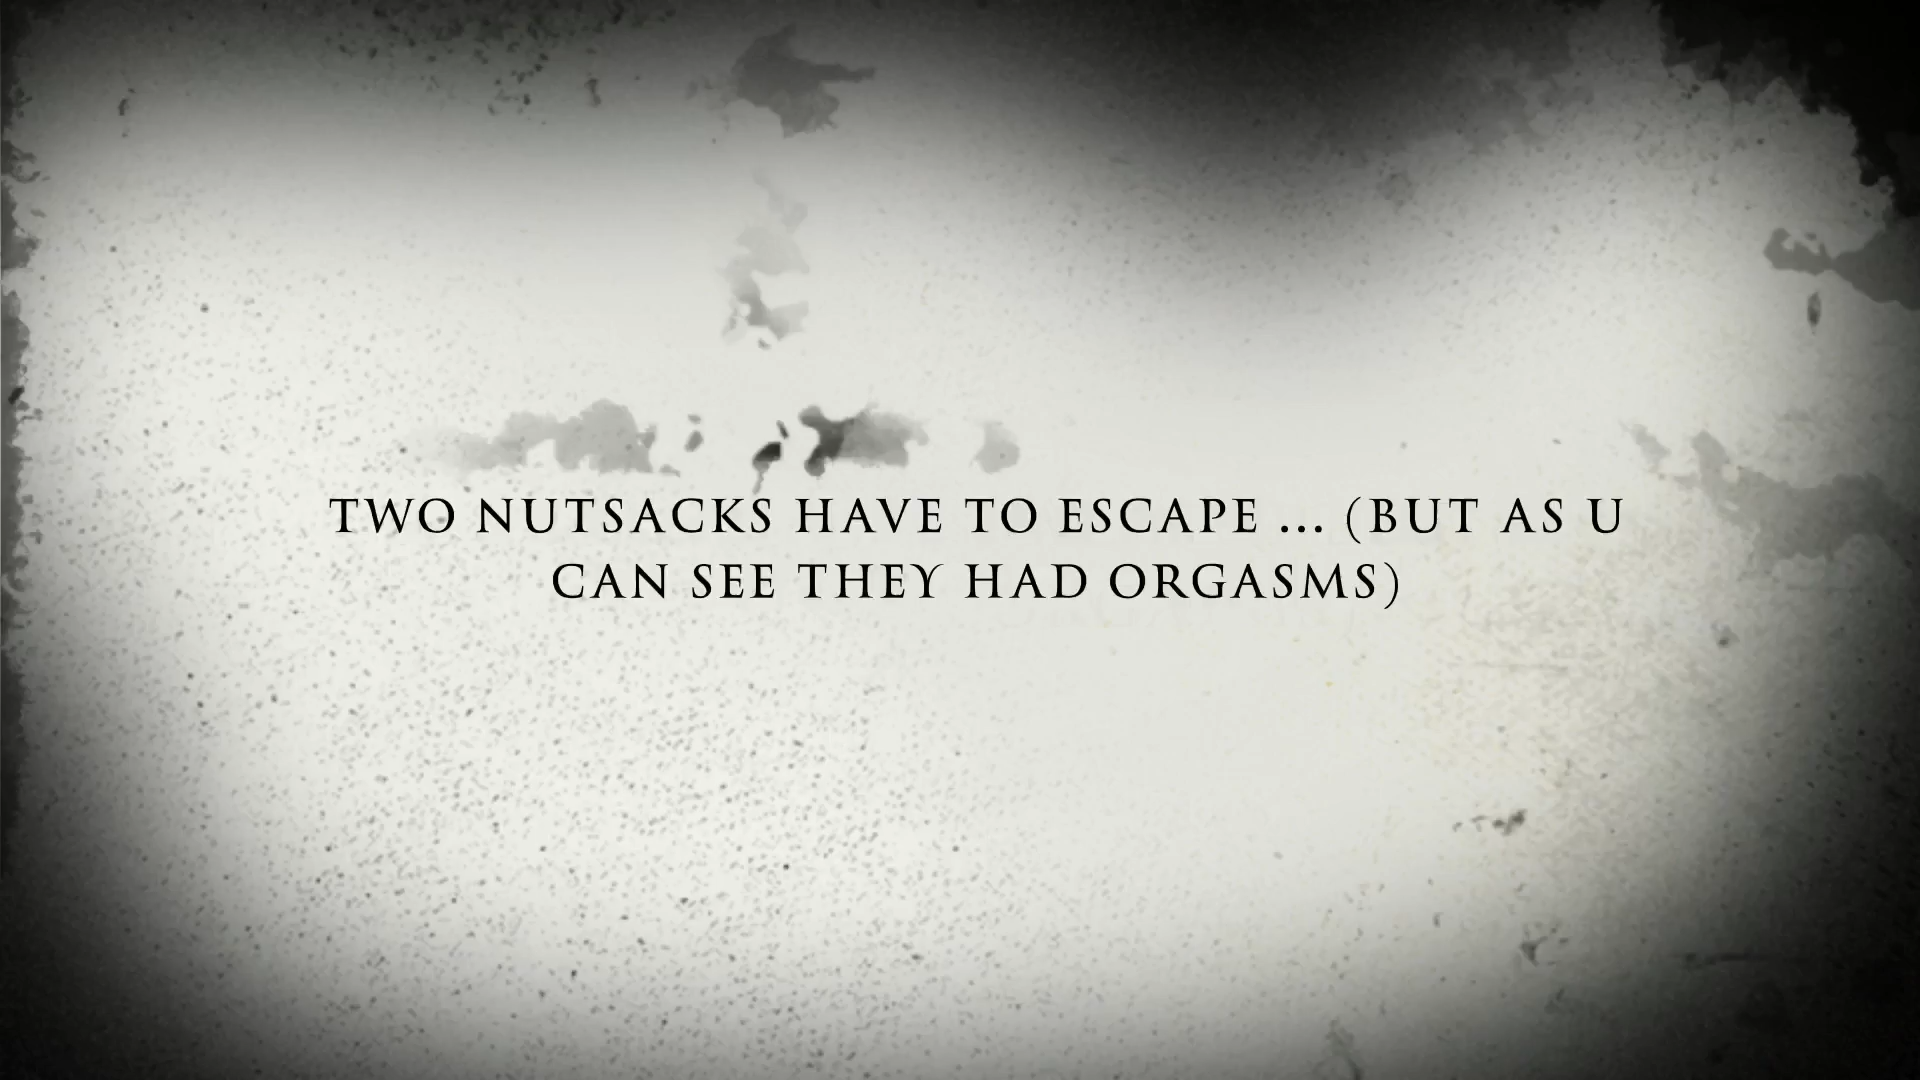 TWO NUTSACKS HAVE TO ESCAPE ... (BUT AS U
CAN SEE THEY HAD ORGASMS)